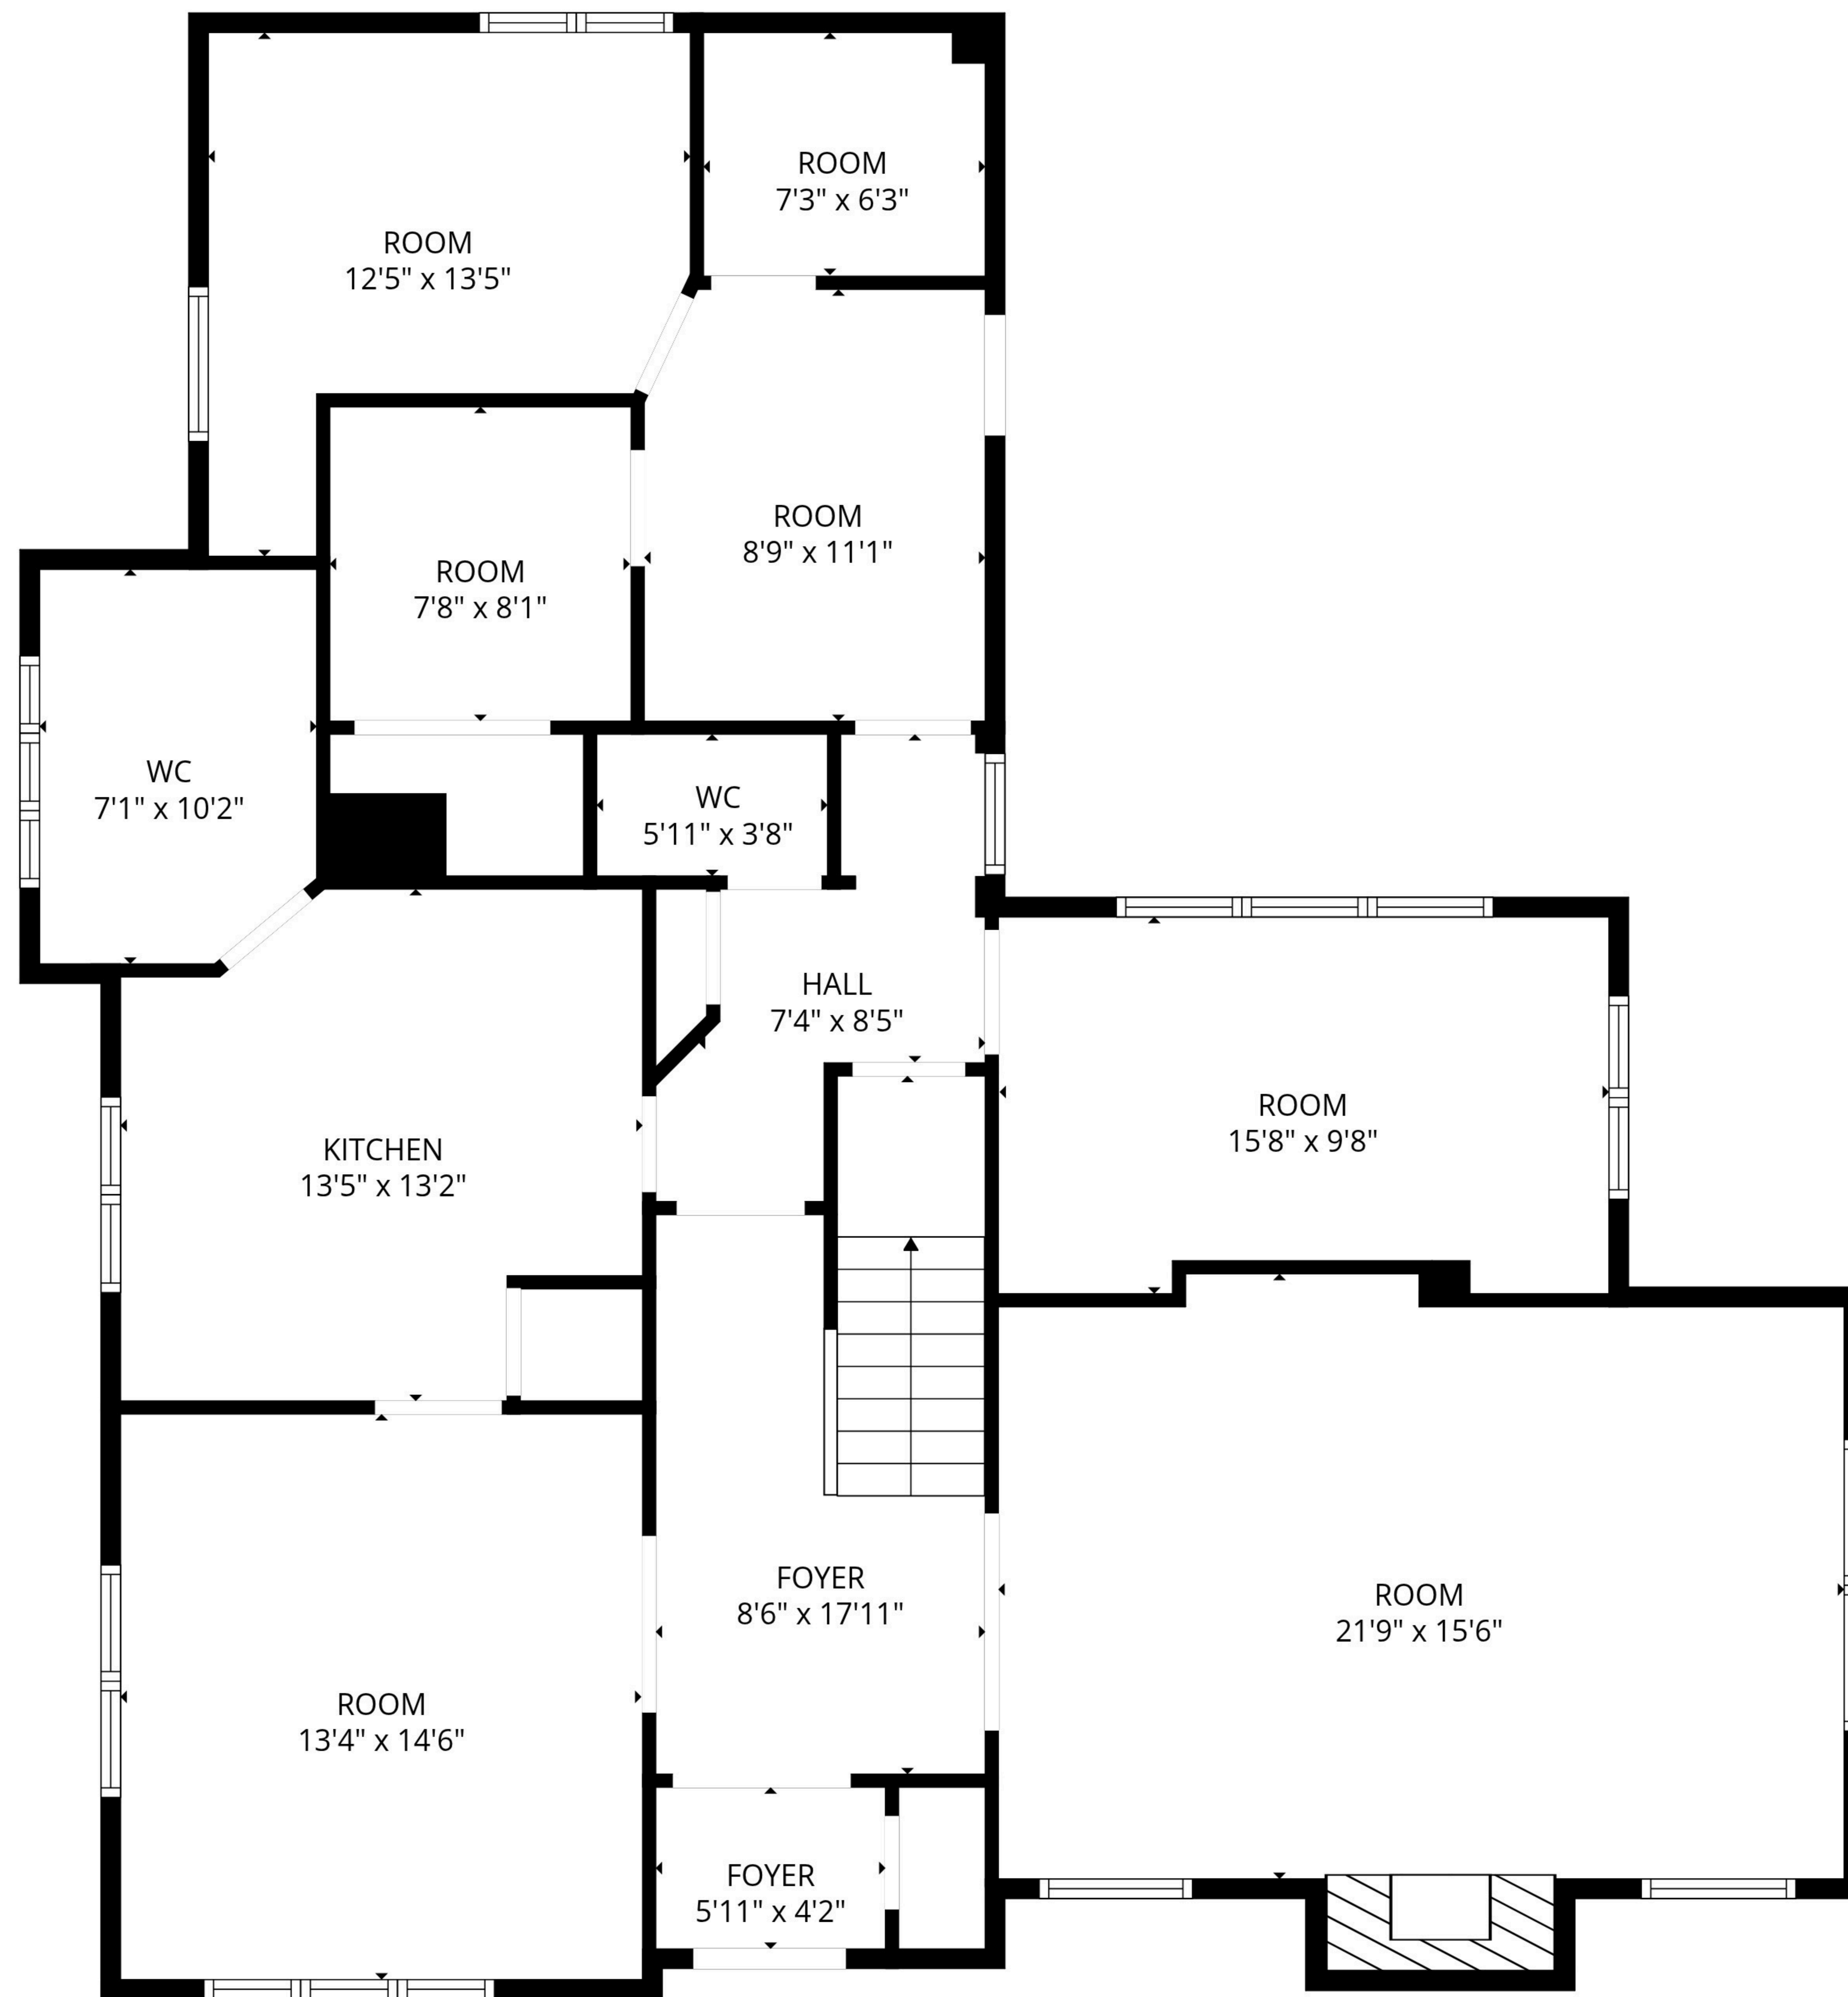 ROOM
7'3" x 6'3"
ROOM
12'5" x 13'5"
ROOM
8'9" x 11'1"
ROOM
7'8" x 8'1"
WC
7'1" x 10'2"
WC
5'11" x 3'8"
HALL
7'4" x 8'5"
ROOM
15'8" x 9'8"
KITCHEN
13'5" x 13'2"
FOYER
8'6" x 17'11"
ROOM
21'9" x 15'6"
ROOM
13'4" x 14'6"
FOYER
5'11" x 4'2"